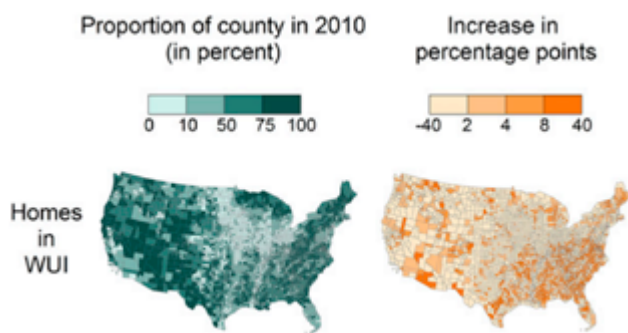 Proportion of county in 2010
(in percent)
0 10 50 75 100
Increase in
percentage points
-40 2 4 8 40
Homes
in
WUI